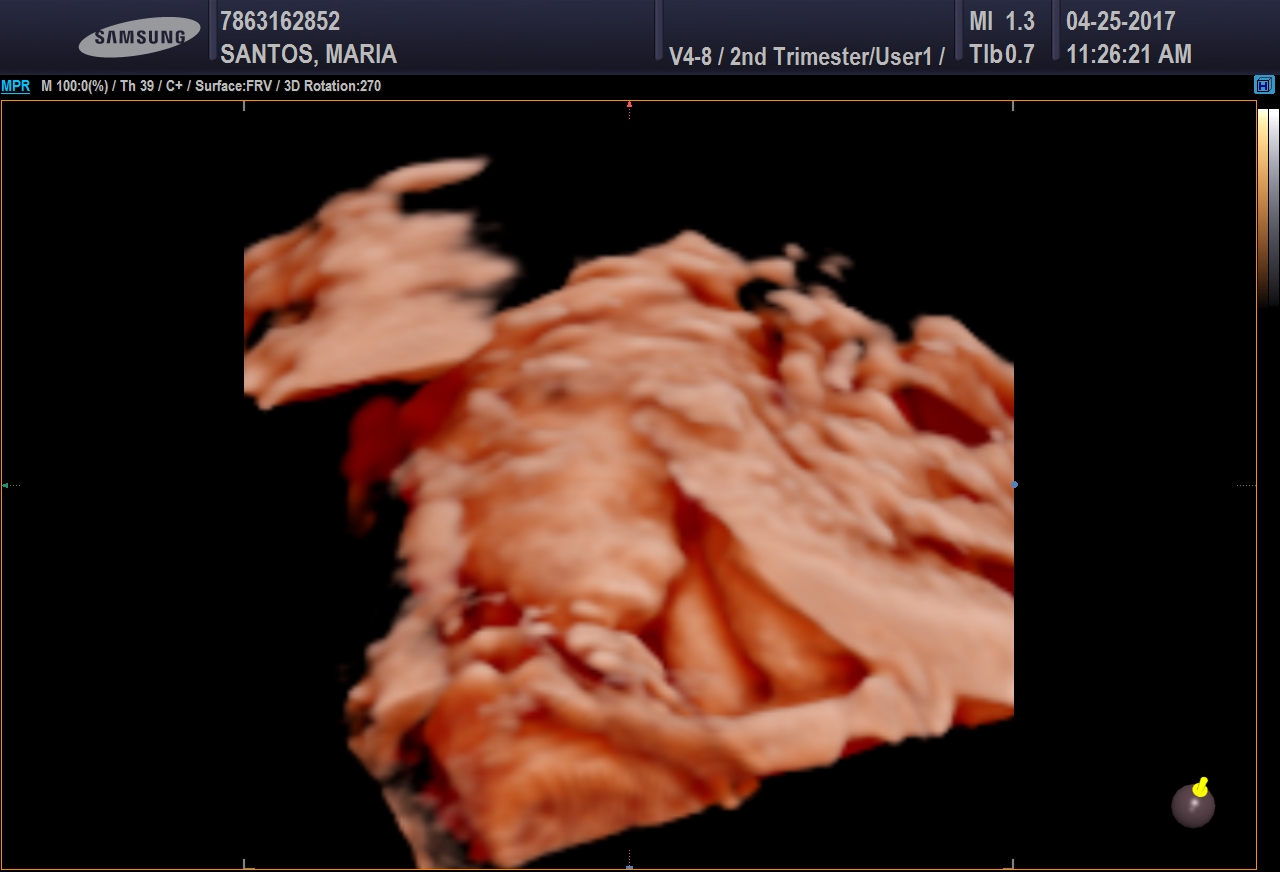 SAMSUNG
7863162852
SANTOS, MARIA
V4-8 / 2nd Trimester/User1 /
MI 1.3
TIb 0.7
04-25-2017
11:26:21 AM
MPR M 100:0(%) / Th 39 / C+ / Surface:FRV / 3D Rotation:270
H